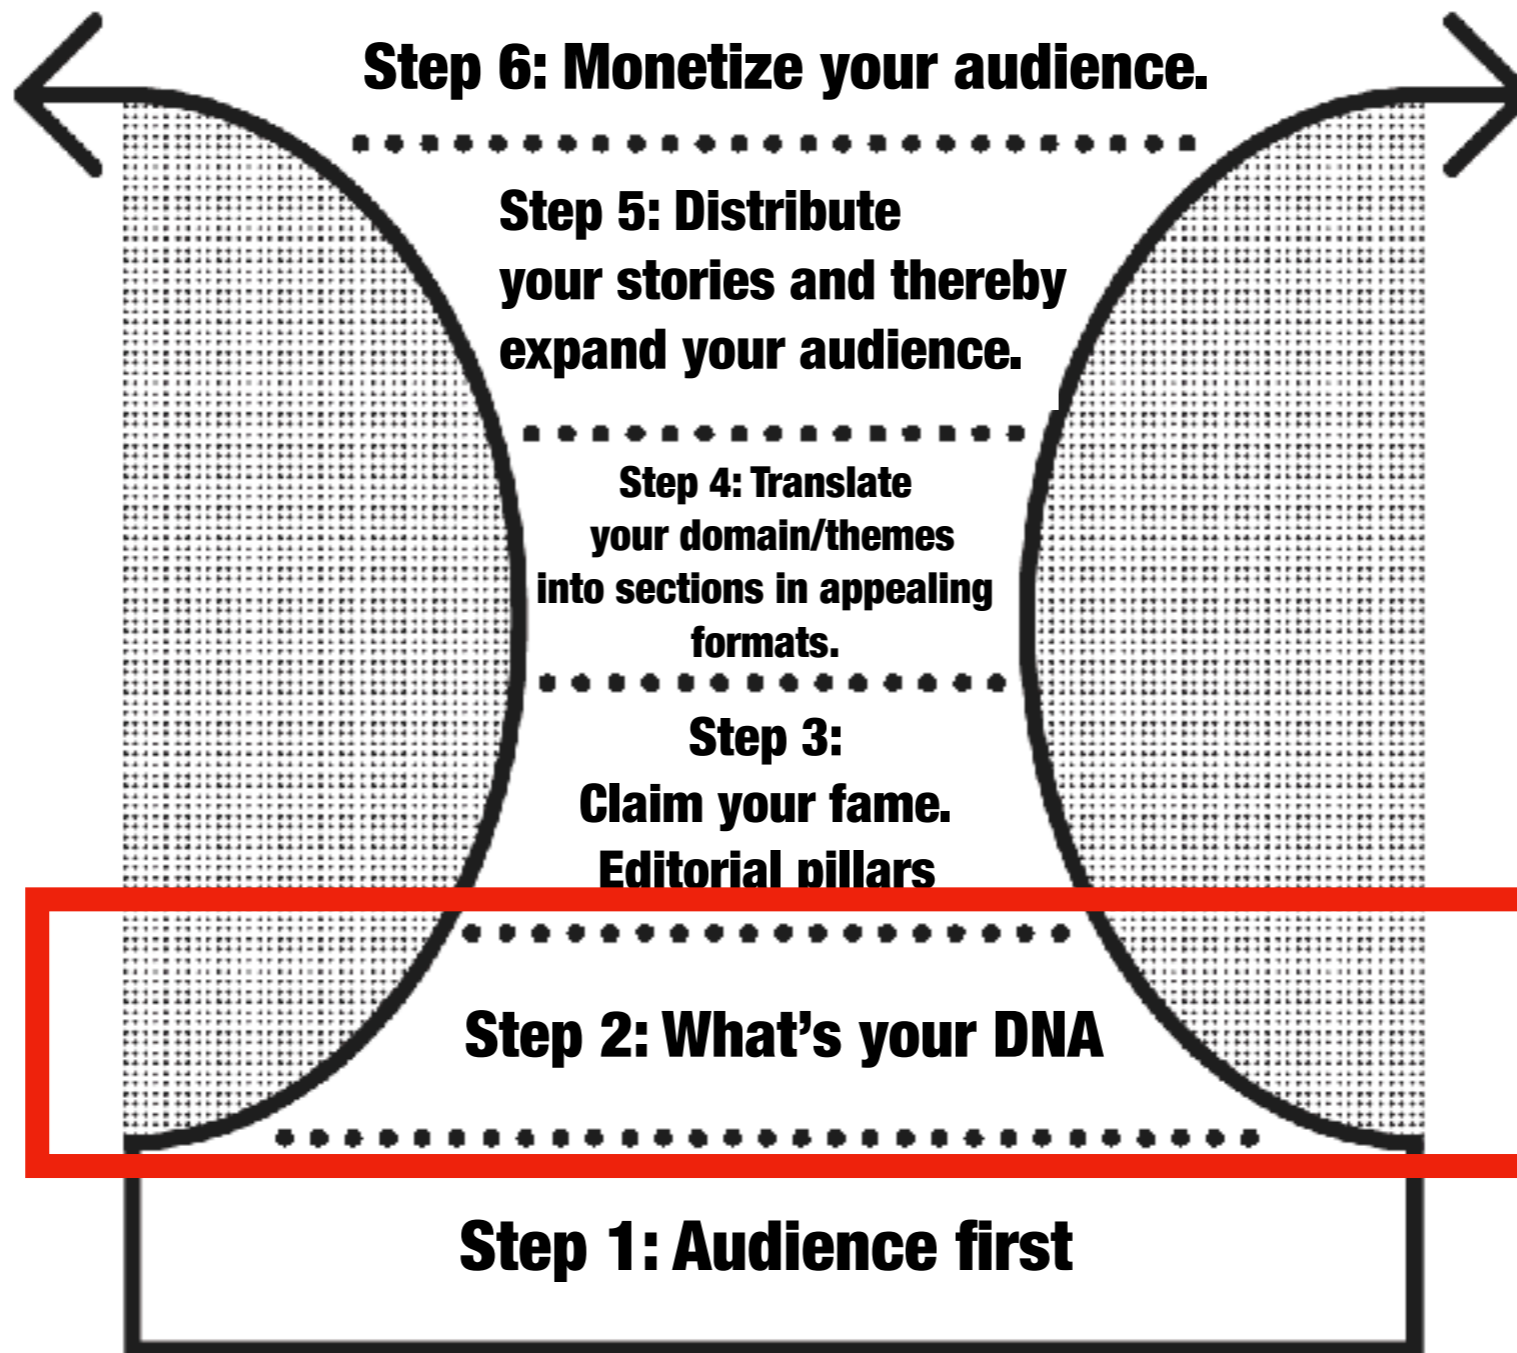 Step 6: Monetize your audience.
Step 5: Distribute
your stories and thereby
expand your audience.
Step 4: Translate
your domain/themes
into sections in appealing
formats.
Step 3:
Claim your fame.
Editorial pillars
Step 2: What’s your DNA
Step 1: Audience first